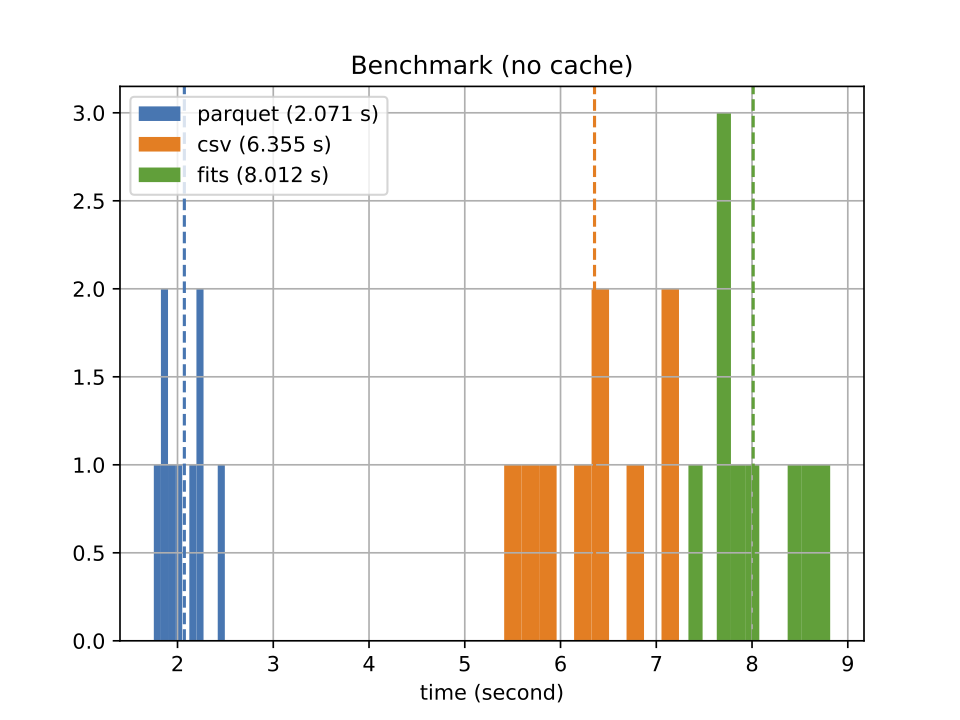 Benchmark (no cache)
parquet (2.071 s)
csv (6.355 s)
fits (8.012 s)
3.0
2.5
2.0
1.5
1.0
0.5
0.0
2 3 4 5 6 7 8 9
time (second)